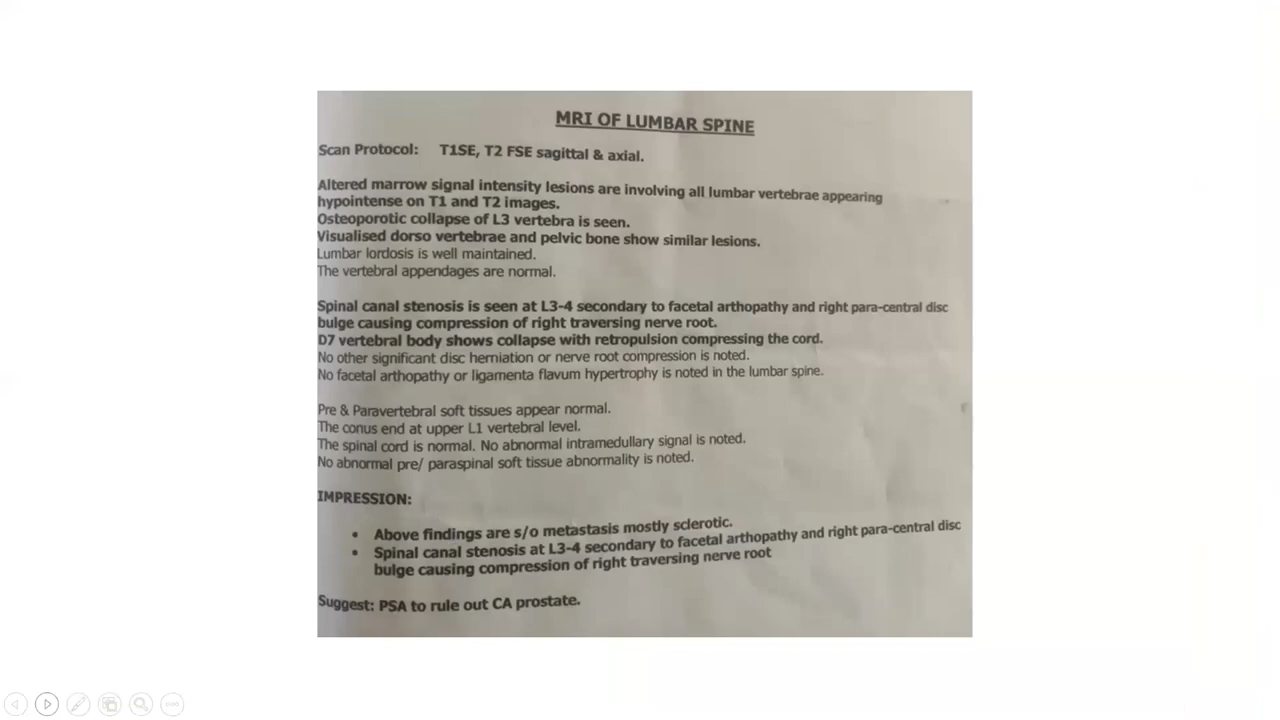 MRI OF LUMBAR SPINE
Scan Protocol: T1SE, T2 FSE sagittal & axial.
Altered marrow signal intensity lesions are involving all lumbar vertebrae appearing
hypointense on T1 and T2 images.
Osteoporotic collapse of L3 vertebra is seen.
Visualised dorso vertebrae and pelvic bone show similar lesions.
Lumbar lordosis is well maintained.
The vertebral appendages are normal.
Spinal canal stenosis is seen at L3-4 secondary to facetal arthopathy and right para-central disc
bulge causing compression of right traversing nerve root.
D7 vertebral body shows collapse with retropulsion compressing the cord.
No other significant disc herniation or nerve root compression is noted.
No facetal arthopathy or ligamenta flavum hypertrophy is noted in the lumbar spine.
Pre & Paravertebral soft tissues appear normal.
The conus end at upper L1 vertebral level.
The spinal cord is normal. No abnormal intramedullary signal is noted.
No abnormal pre/ paraspinal soft tissue abnormality is noted.
IMPRESSION:
• Above findings are s/o metastasis mostly sclerotic.
• Spinal canal stenosis at L3-4 secondary to facetal arthopathy and right para-central disc
bulge causing compression of right traversing nerve root
Suggest: PSA to rule out CA prostate.